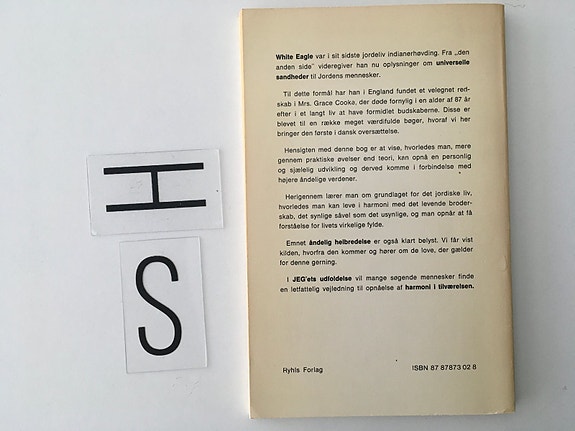 H
S
White Eagle var i sit sidste jordeliv indianerhøvding. Fra „den
anden side" videregiver han nu oplysninger om universelle
sandheder til Jordens mennesker.
Til dette formål har han i England fundet et velegnet red-
skab i Mrs. Grace Cooke, der døde fornylig i en alder af 87 år
efter i et langt liv at have formidlet budskaberne. Disse er
blevet til en række meget værdifulde bøger, hvoraf vi her
bringer den første i dansk oversættelse.
Hensigten med denne bog er at vise, hvorledes man, mere
gennem praktiske øvelser end teori, kan opnå en personlig
og sjælelig udvikling og derved komme i forbindelse med
højere åndelige verdener.
Herigennem lærer man om grundlaget for det jordiske liv,
hvorledes man kan leve i harmoni med det levende broder-
skab, det synlige såvel som det usynlige, og man opnår at få
forståelse for livets virkelige fylde.
Emnet åndelig helbredelse er også klart belyst. Vi får vist
kilden, hvorfra den kommer og hører om de love, der gælder
for denne gerning.
I JEG'ets udfoldelse vil mange søgende mennesker finde
en letfattelig vejledning til opnåelse af harmoni i tilværelsen.
Ryhls Forlag
ISBN 87 87873 02 8